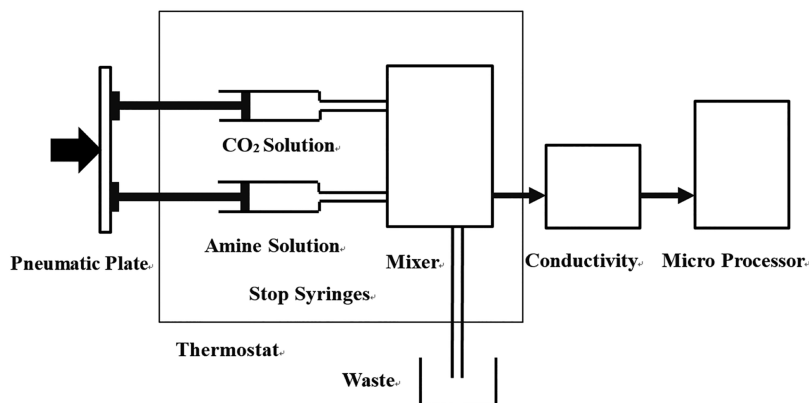 CO₂ Solution
Amine Solution
Pneumatic Plate
Mixer
Conductivity
Micro Processor
Stop Syringes
Thermostat
Waste